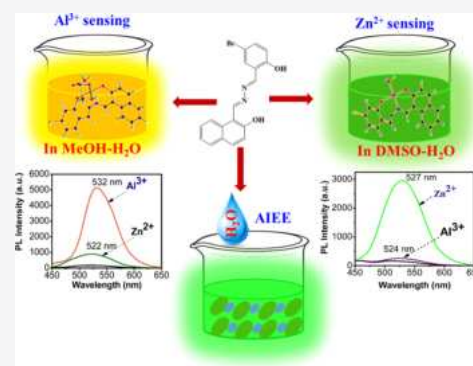 Al³⁺ sensing
Zn²⁺ sensing
Br
OH
N
N
OH
In MeOH-H₂O
In DMSO-H₂O
H₂O
AIEE
PL Intensity (a.u.)
6000
5000
4000
3000
2000
1000
0
532 nm
Al³⁺
Zn²⁺
522 nm
450 500 550 600 650
Wavelength (nm)
PL Intensity (a.u.)
3000
2000
1000
0
527 nm
Zn²⁺
Al³⁺
524 nm
450 500 550 600 650
Wavelength (nm)